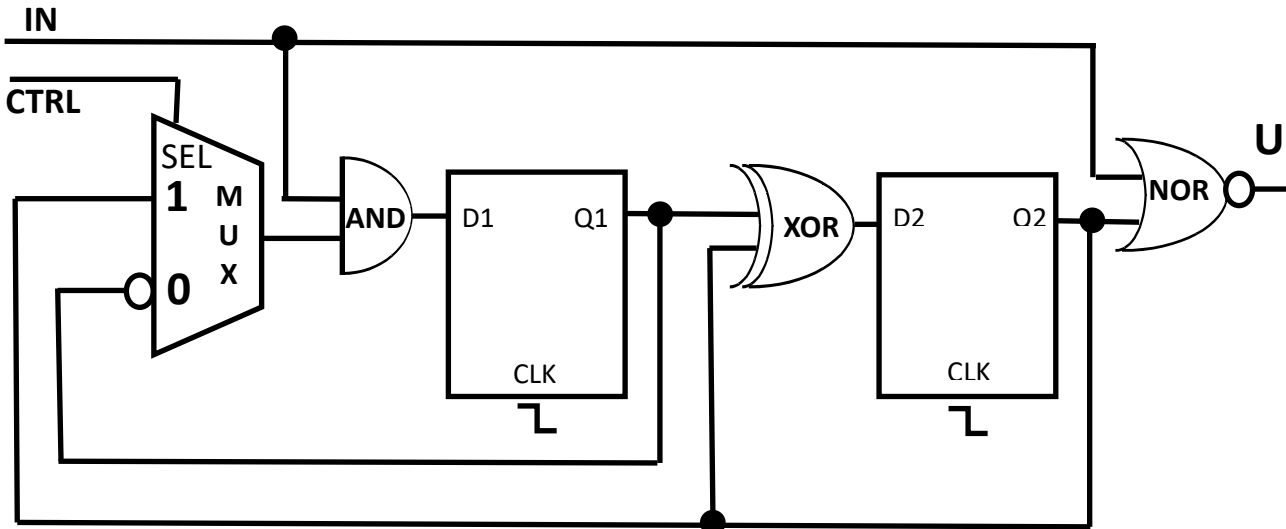 IN
CTRL
U
SEL
1
M
U
X
0
AND
D1
Q1
CLK
XOR
D2
Q2
CLK
NOR